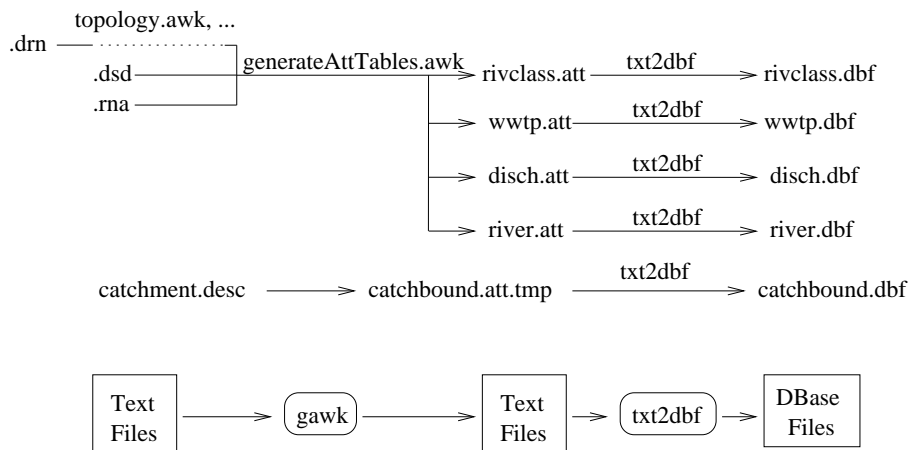 topology.awk, ...
.drn
.dsd
generateAttTables.awk
rivclass.att
txt2dbf
rivclass.dbf
.rna
wwtp.att
txt2dbf
wwtp.dbf
disch.att
txt2dbf
disch.dbf
river.att
txt2dbf
river.dbf
catchment.desc
catchbound.att.tmp
txt2dbf
catchbound.dbf
Text
Files
gawk
Text
Files
txt2dbf
DBase
Files